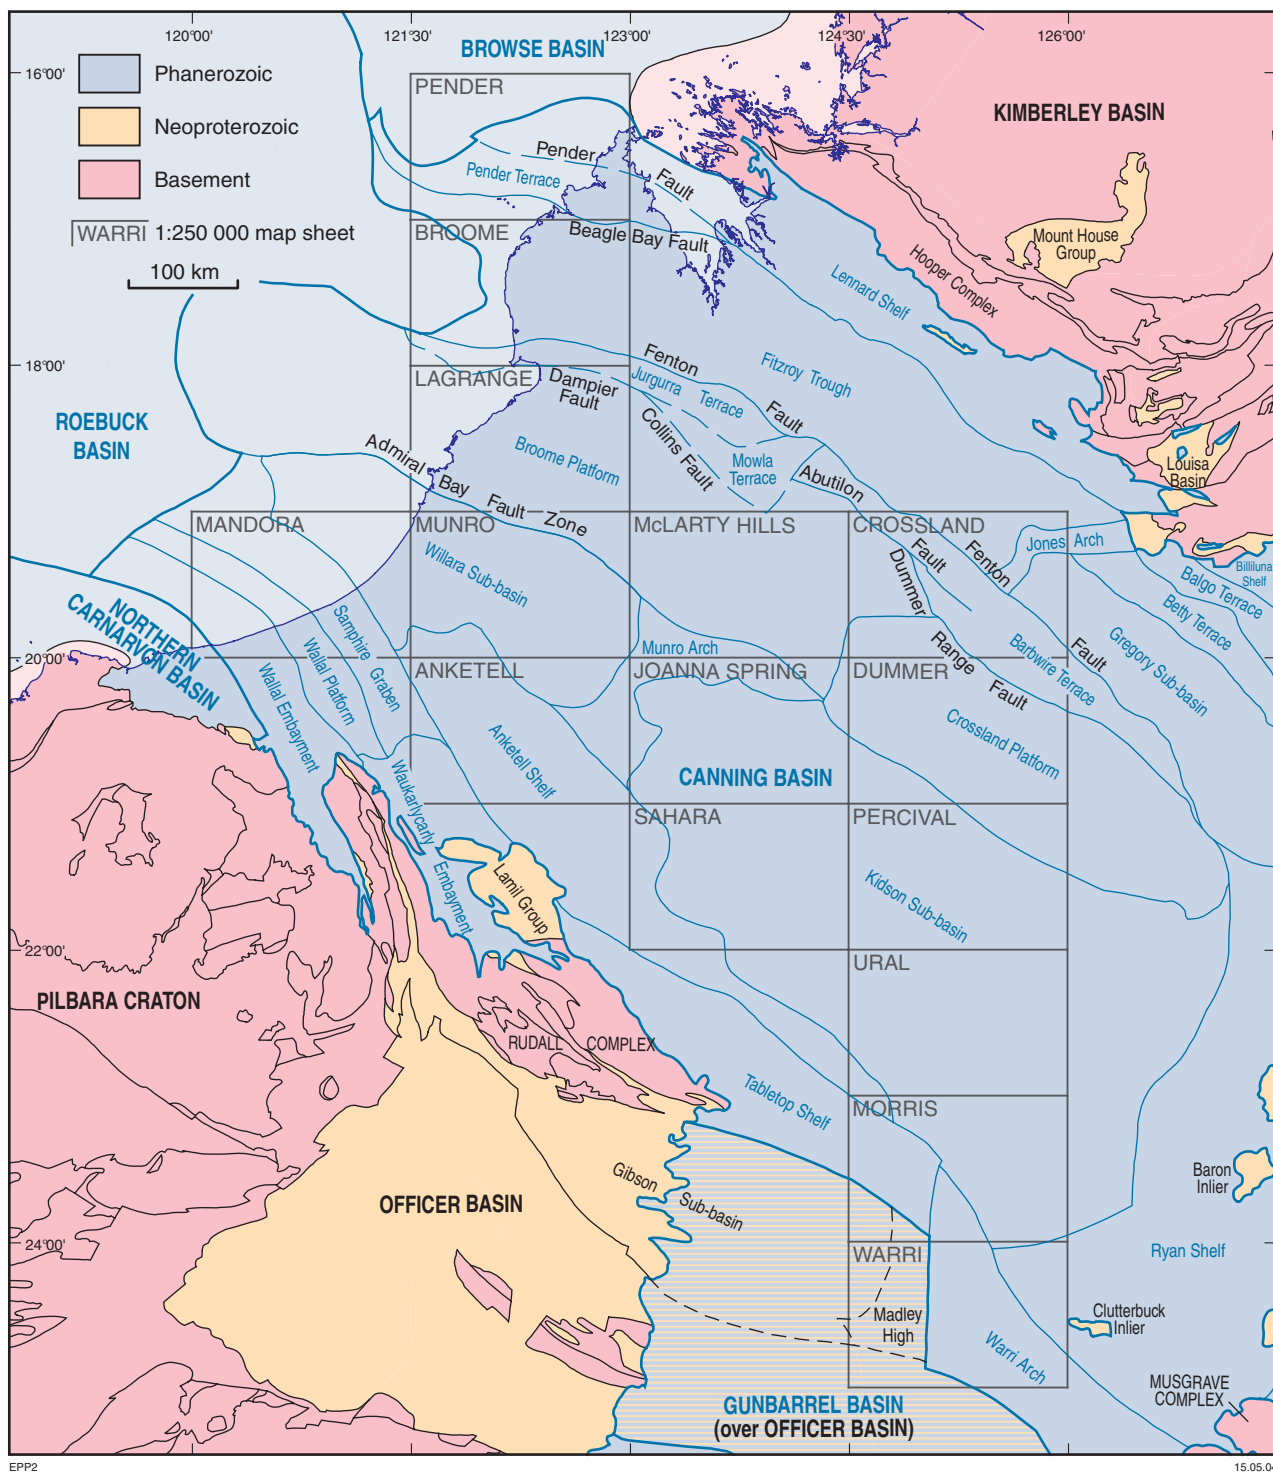 120°00'
121°30'
123°00'
124°30'
126°00'
16°00'
18°00'
20°00'
22°00'
24°00'
Phanerozoic
Neoproterozoic
Basement
WARRI 1:250 000 map sheet
100 km
BROWSE BASIN
PENDER
KIMBERLEY BASIN
Pender Fault
Pender Terrace
BROOME
Beagle Bay Fault
Mount House
Group
Hooper Complex
Lennard Shelf
LAGRANGE
Fenton Fault
Fitzroy Trough
Jurgurra Terrace
Dampier
Fault
Collins Fault
ROEBUCK
BASIN
Admiral Bay Fault Zone
Broome Platform
Mowla
Terrace
Abutilon Fault
Louisa
Basin
MANDORA
MUNRO
McLARTY HILLS
CROSSLAND
Fenton Fault
Jones Arch
Billiluna
Shelf
Balgo Terrace
Betty Terrace
Gregory Sub-basin
Dummer Range Fault
Barbwire Terrace
Willara Sub-basin
NORTHERN
CARNARVON BASIN
Samphire Graben
Wallal Platform
Wallal Embayment
Munro Arch
ANKETELL
JOANNA SPRING
DUMMER
Crossland Platform
Anketell Shelf
CANNING BASIN
Waukarlycarly Embayment
SAHARA
PERCIVAL
Lamil Group
Kidson Sub-basin
URAL
PILBARA CRATON
RUDALL COMPLEX
Tabletop Shelf
MORRIS
Gibson Sub-basin
Baron
Inlier
OFFICER BASIN
WARRI
Ryan Shelf
Madley
High
Clutterbuck
Inlier
Warri Arch
MUSGRAVE
COMPLEX
GUNBARREL BASIN
(over OFFICER BASIN)
EPP2
15.05.04